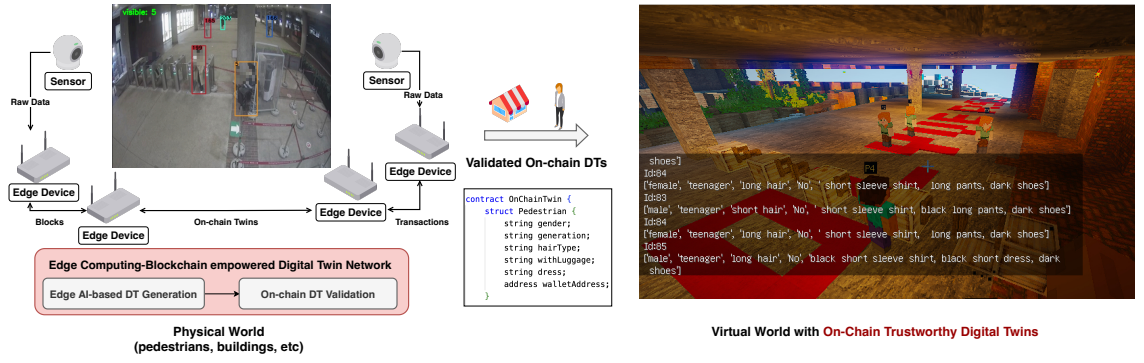 visible: 5
Sensor
Raw Data
Edge Device
Blocks
Edge Device
On-chain Twins
Sensor
Raw Data
Edge Device
Edge Device
Transactions
Edge Computing-Blockchain empowered Digital Twin Network
Edge AI-based DT Generation
On-chain DT Validation
Physical World
(pedestrians, buildings, etc)
Validated On-chain DTs
contract OnChainTwin {
struct Pedestrian {
string gender;
string generation;
string hairType;
string withLuggage;
string dress;
address walletAddress;
}
P4
shoes']
Id:84
['female', 'teenager', 'long hair', 'No', ' short sleeve shirt,  long pants, dark shoes']
Id:83
['male', 'teenager', 'short hair', 'No', ' short sleeve shirt, black long pants, dark shoes']
Id:84
['female', 'teenager', 'long hair', 'No', ' short sleeve shirt,  long pants, dark shoes']
Id:85
['male', 'teenager', 'long hair', 'No', 'black short sleeve shirt, black short dress, dark
shoes']
Virtual World with On-Chain Trustworthy Digital Twins